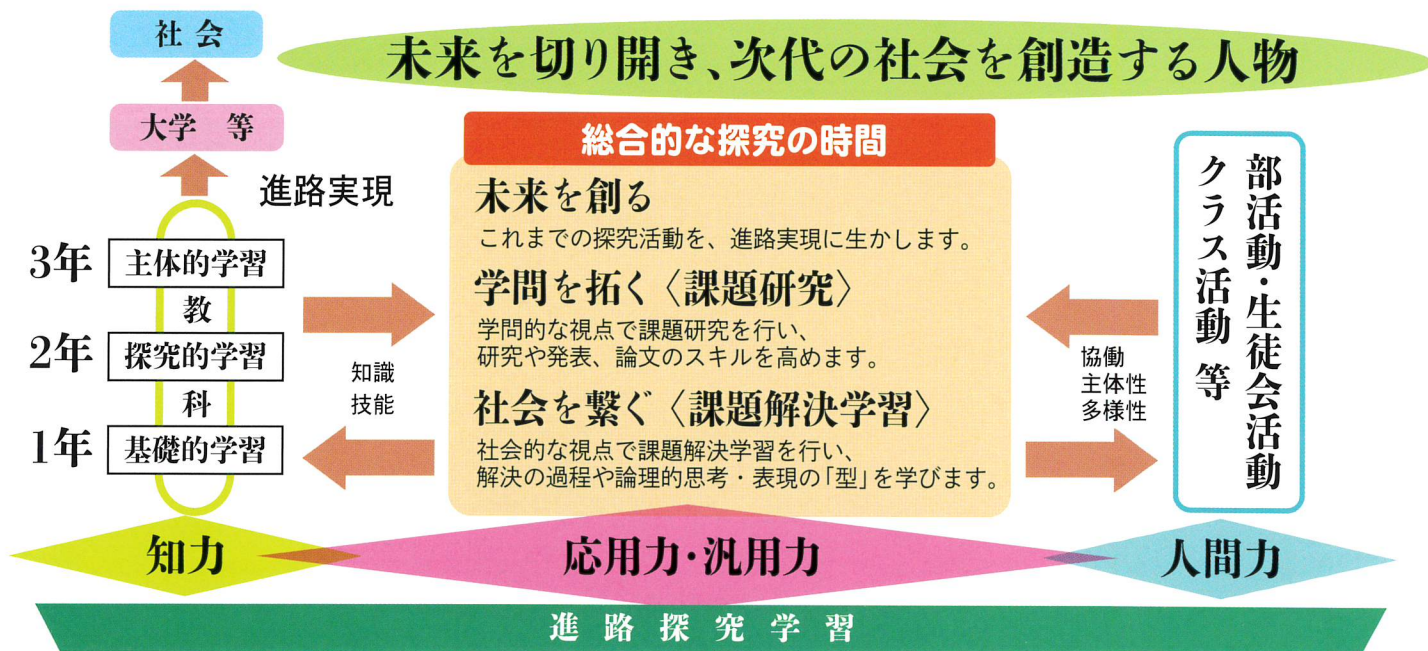 社会
未来を切り開き、次代の社会を創造する人物
大学 等
進路実現
3年 主体的学習
教
2年 探究的学習
科
1年 基礎的学習
知識
技能
総合的な探究の時間
未来を創る
これまでの探究活動を、進路実現に生かします。
学問を拓く〈課題研究〉
学問的な視点で課題研究を行い、
研究や発表、論文のスキルを高めます。
社会を繋ぐ〈課題解決学習〉
社会的な視点で課題解決学習を行い、
解決の過程や論理的思考・表現の「型」を学びます。
協働
主体性
多様性
部活動・生徒会活動
クラス活動 等
知力
応用力・汎用力
人間力
進路探究学習